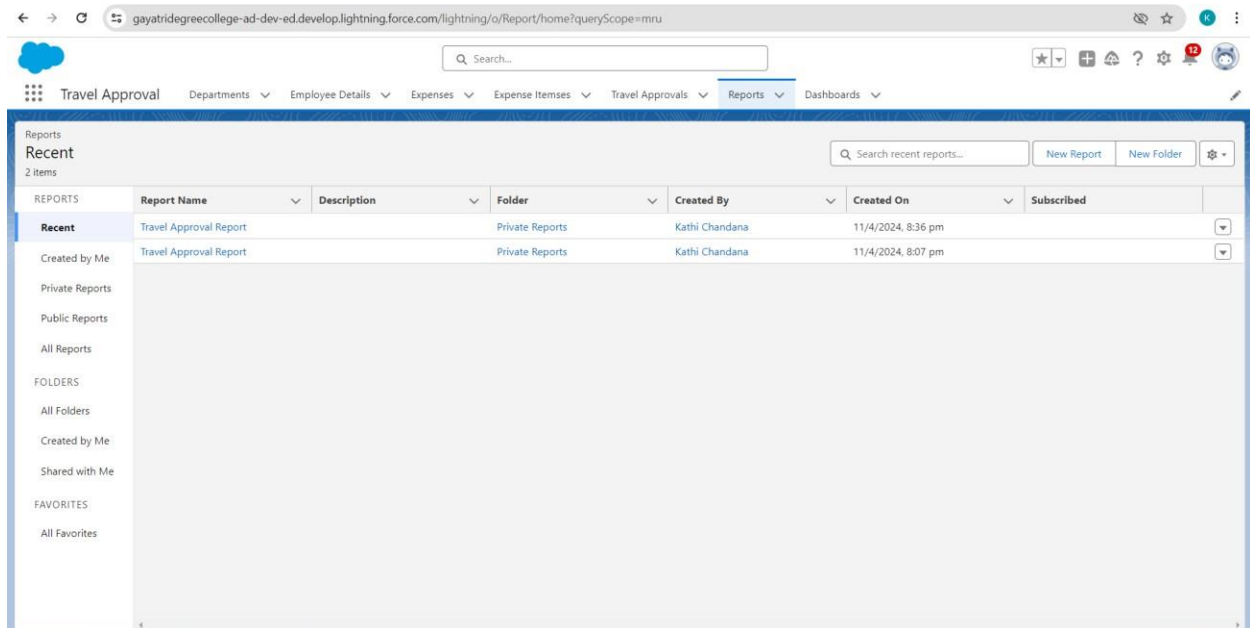 gayatridegreecollege-ad-dev-ed.develop.lightning.force.com/lightning/o/Report/home?queryScope=mru K
Search... 12
Travel Approval Departments Employee Details Expenses Expense Itemses Travel Approvals Reports Dashboards
Reports
Recent
2 items
Search recent reports... New Report New Folder
REPORTS Report Name Description Folder Created By Created On Subscribed
Recent Travel Approval Report Private Reports Kathi Chandana 11/4/2024, 8:36 pm
Travel Approval Report Private Reports Kathi Chandana 11/4/2024, 8:07 pm
Created by Me
Private Reports
Public Reports
All Reports
FOLDERS
All Folders
Created by Me
Shared with Me
FAVORITES
All Favorites